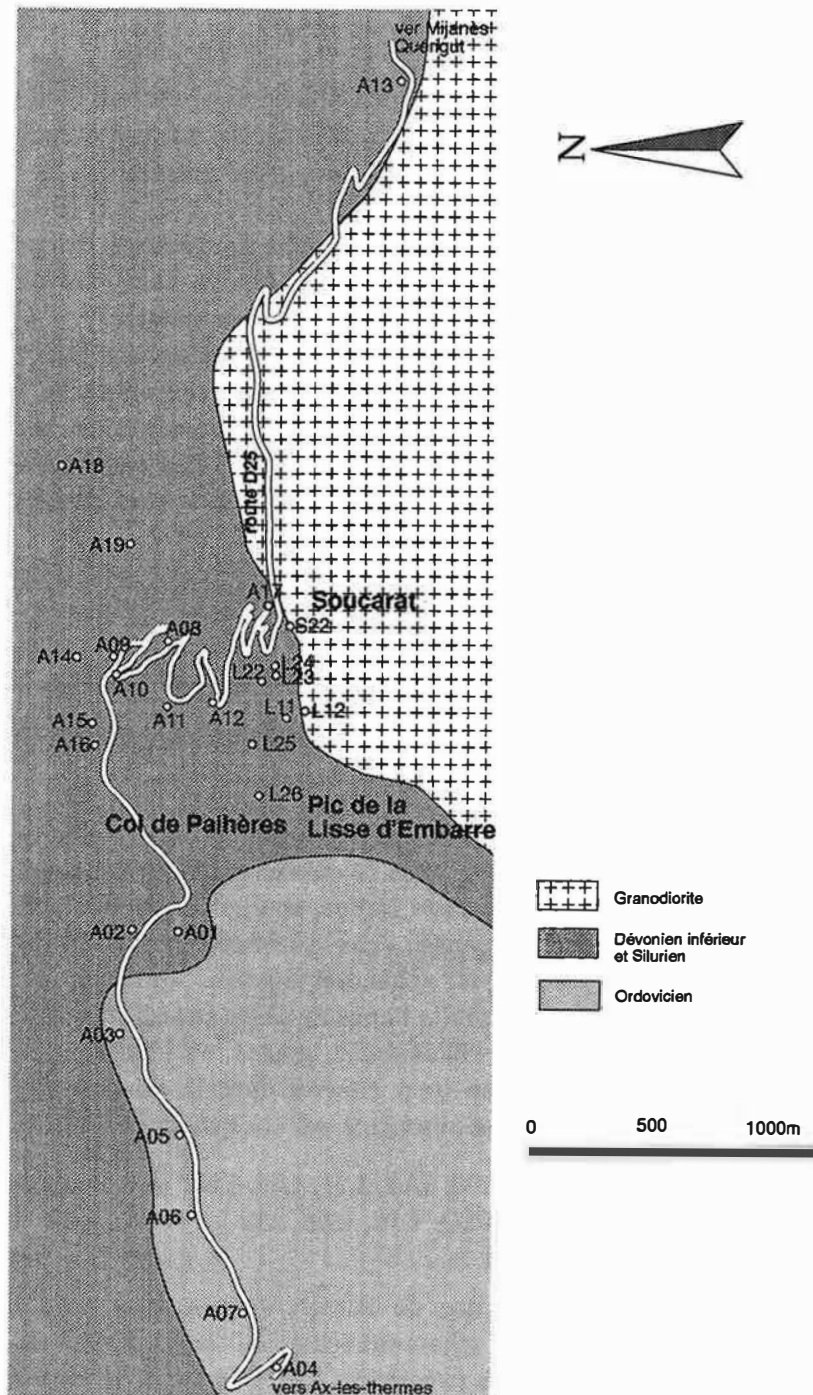 ver Mijanès
Quérigut
A13
N
A18
route D25
A19
A17
Soucarat
S22
A08
A09
A14
L24
L22
L23
A10
A11
A12
L11
L12
A15
A16
L25
L26
Pic de la
Col de Palhères
Lisse d'Embarre
A02
A01
Granodiorite
Dévonien inférieur
et Silurien
Ordovicien
A03
0 500 1000m
A05
A06
A07
A04
vers Ax-les-thermes